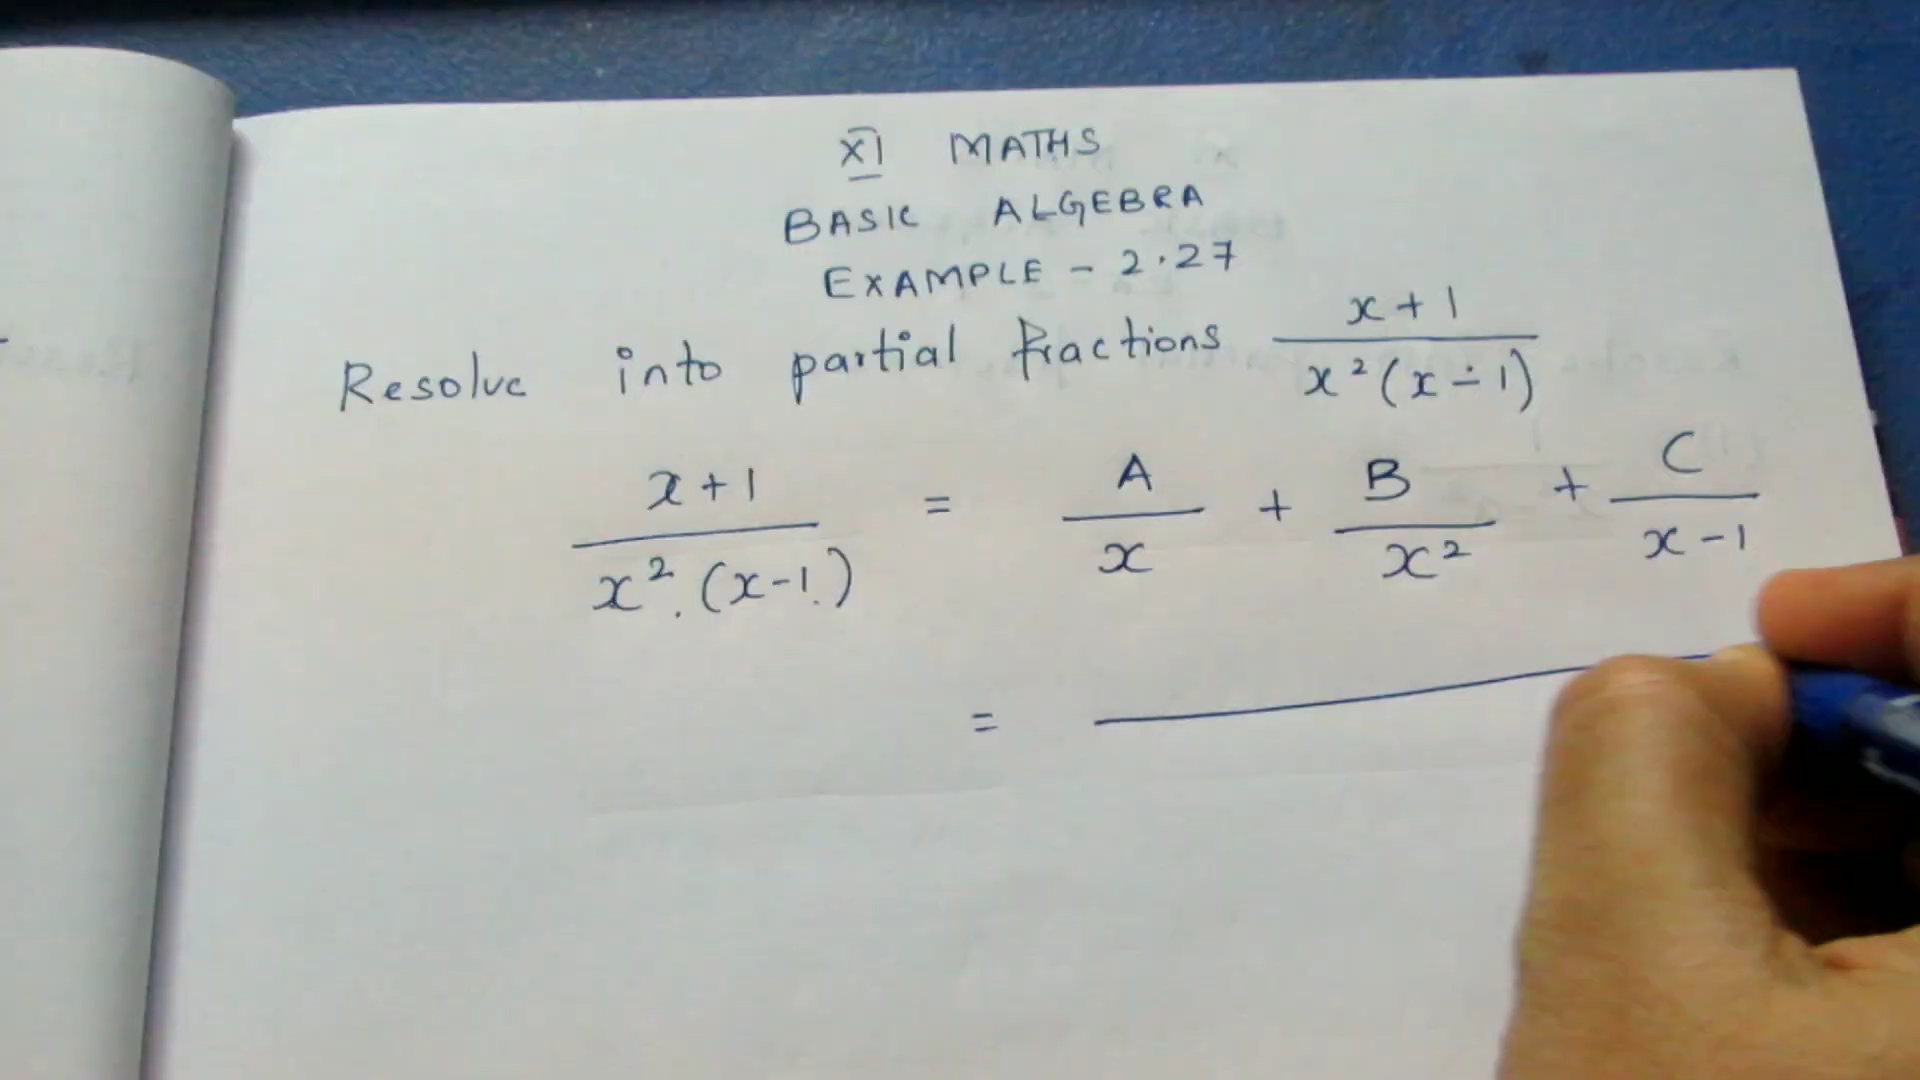 XI MATHS
BASIC ALGEBRA
EXAMPLE - 2.27
Resolve into partial fractions x+1 / x²(x-1)
x+1 / x².(x-1.) = A / x + B / x² + C / x-1
=